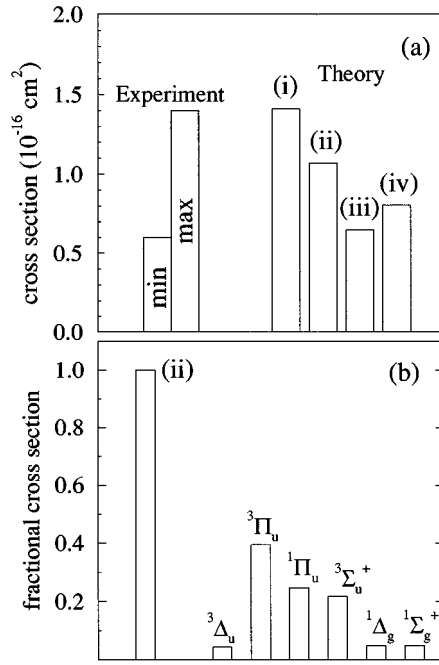 2.0
(a)
Theory
Experiment
(i)
1.5
(ii)
(iv)
1.0
(iii)
max
0.5
min
0.0
cross section (10⁻¹⁶ cm²)
(b)
1.0
(ii)
0.8
0.6
³Πᵤ
0.4
¹Πᵤ
³Σᵤ⁺
0.2
³Δᵤ
¹Δg
¹Σg⁺
fractional cross section